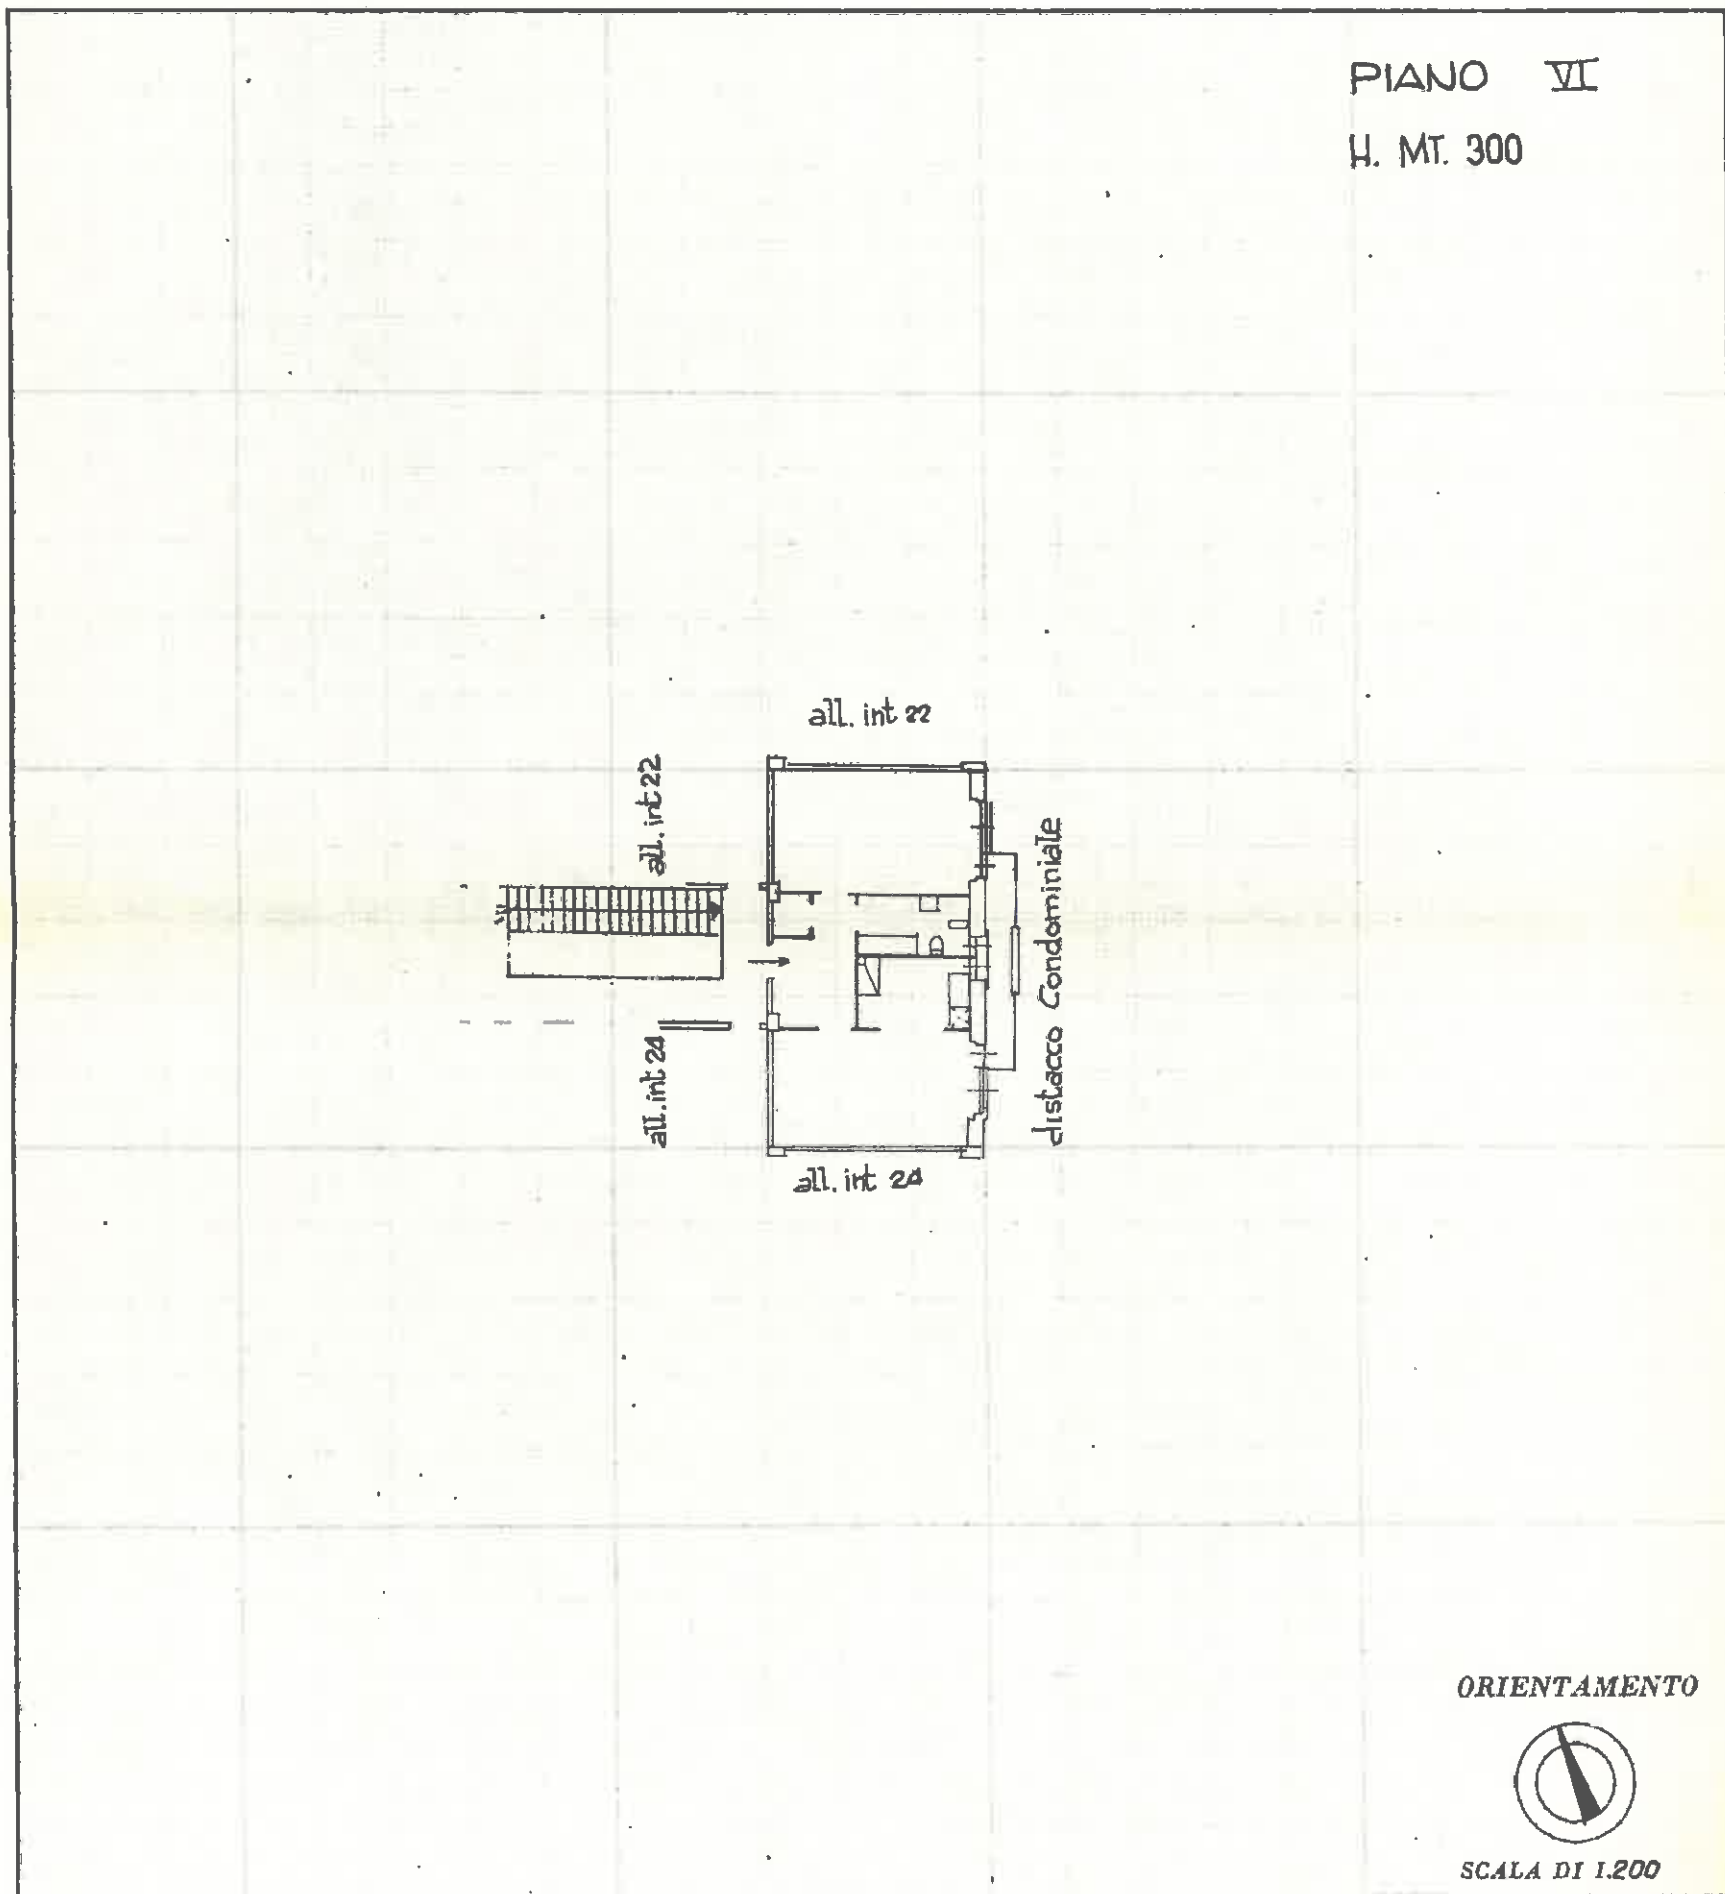 PIANO VI
H. MT. 300
all. int 22
all. int 22
distacco Condominiale
all. int 24
all. int 24
ORIENTAMENTO
SCALA DI 1.200